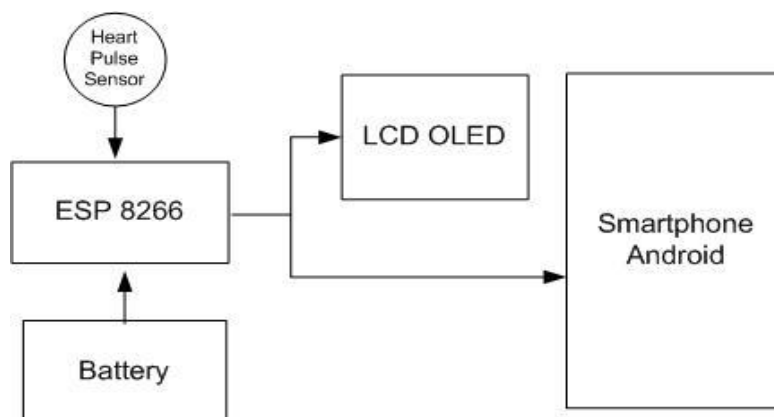 Heart
Pulse
Sensor
LCD OLED
ESP 8266
Smartphone
Android
Battery